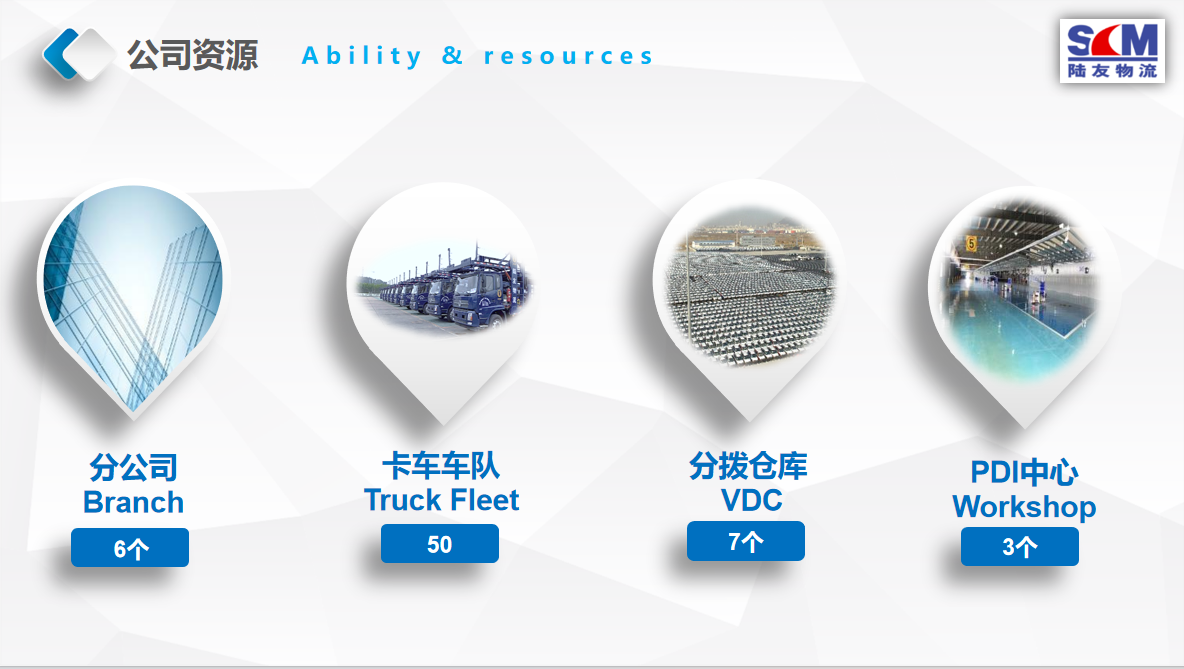 公司资源 Ability & resources
SCM
陆友物流
分公司
Branch
6个
卡车车队
Truck Fleet
50
分拨仓库
VDC
7个
5
PDI中心
Workshop
3个